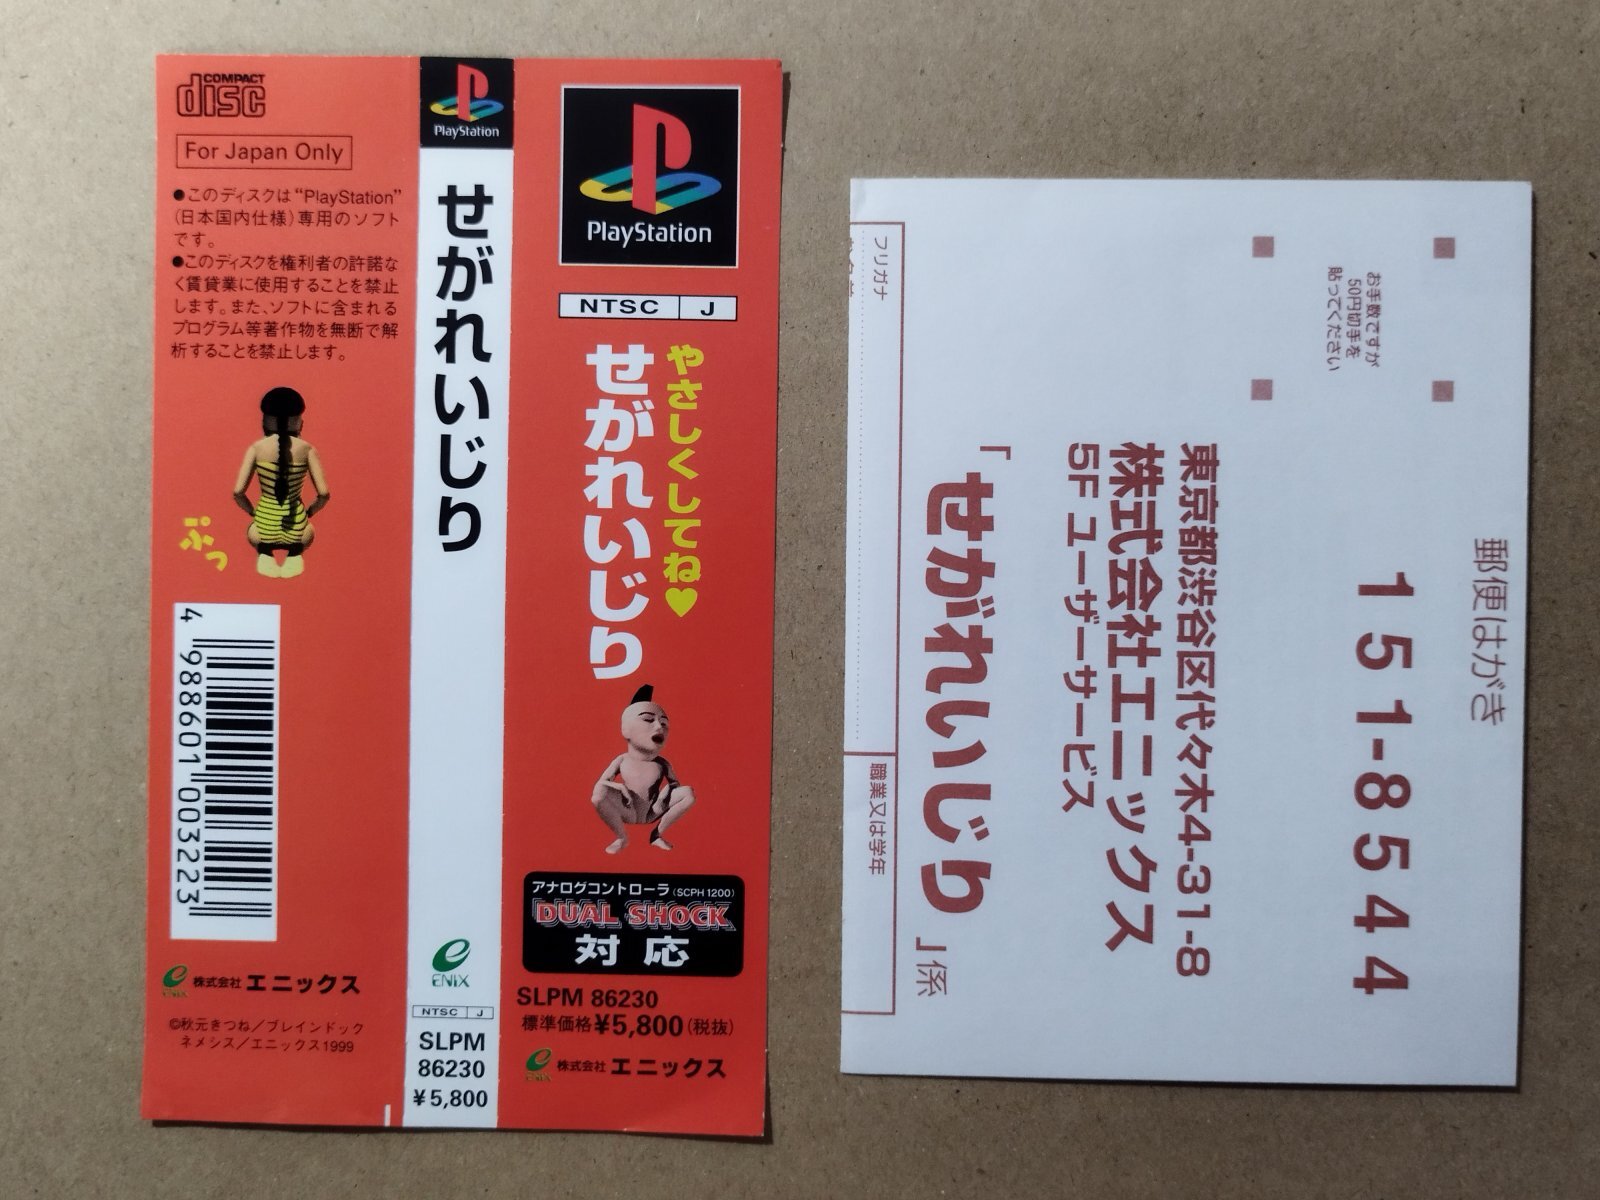 COMPACT
disc
For Japan Only
●このディスクは“PlayStation”
(日本国内仕様)専用のソフト
です。
●このディスクを権利者の許諾な
く賃貸業に使用することを禁止
します。また、ソフトに含まれる
プログラム等著作物を無断で解
析することを禁止します。
ぷっ!
4 988601 003223
ENIX
株式会社 エニックス
©秋元きつね／ブレインドック
ネメシス／エニックス1999
PlayStation
せがれいじり
ENIX
NTSC J
SLPM
86230
¥5,800
PlayStation
NTSC J
やさしくしてね♥
せがれいじり
アナログコントローラ(SCPH 1200)
DUAL SHOCK
対応
SLPM 86230
標準価格¥5,800(税抜)
ENIX
株式会社 エニックス
郵便はがき
151-8544
お手数ですが
50円切手を
貼ってください
東京都渋谷区代々木4-31-8
株式会社エニックス
5F ユーザーサービス
「せがれいじり」係
フリガナ
職業又は学年